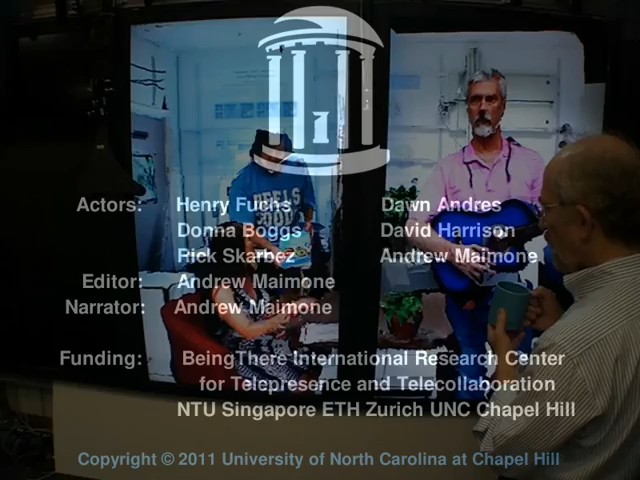 Actors: Henry Fuchs Dawn Andres
Donna Boggs David Harrison
Rick Skarbez Andrew Maimone
Editor: Andrew Maimone
Narrator: Andrew Maimone
Funding: BeingThere International Research Center
for Telepresence and Telecollaboration
NTU Singapore ETH Zurich UNC Chapel Hill
Copyright © 2011 University of North Carolina at Chapel Hill